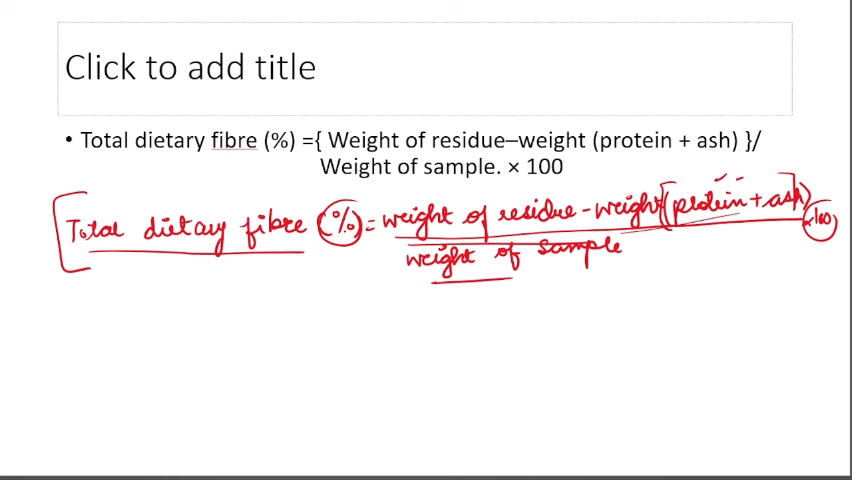 Click to add title
• Total dietary fibre (%) ={ Weight of residue–weight (protein + ash) }/
Weight of sample. × 100
Total dietary fibre (%) = weight of residue - weight [(protein + ash)] × 100
weight of sample